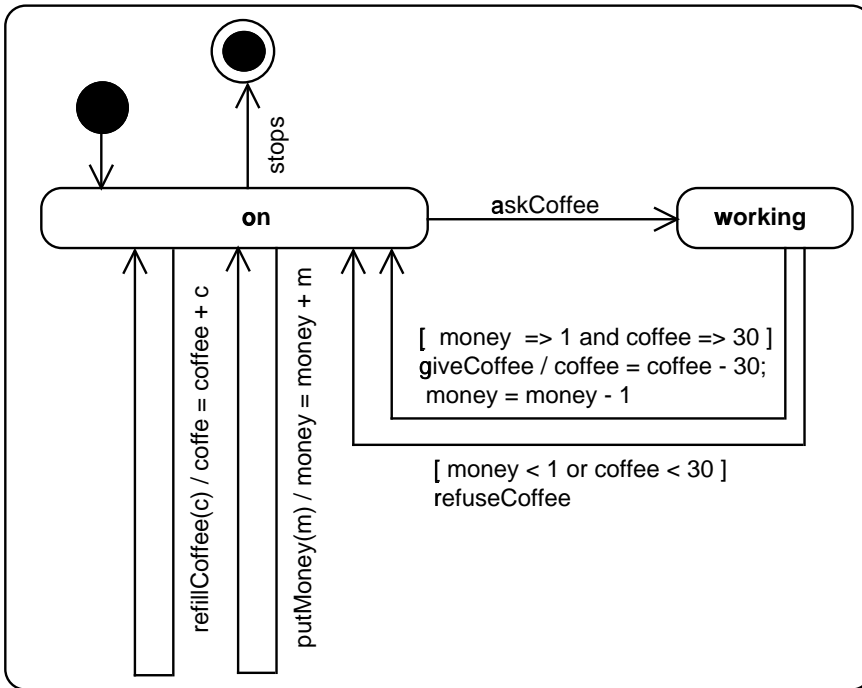 stops
on
askCoffee
working
refillCoffee(c) / coffe = coffee + c
putMoney(m) / money = money + m
[ money => 1 and coffee => 30 ]
giveCoffee / coffee = coffee - 30;
money = money - 1
[ money < 1 or coffee < 30 ]
refuseCoffee